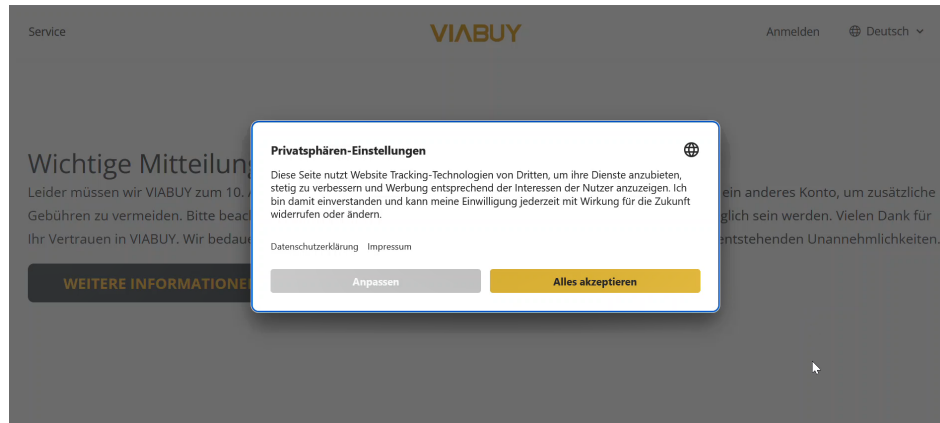 Service
VIABUY
Anmelden
Deutsch
Privatsphären-Einstellungen
Diese Seite nutzt Website Tracking-Technologien von Dritten, um ihre Dienste anzubieten,
stetig zu verbessern und Werbung entsprechend der Interessen der Nutzer anzuzeigen. Ich
bin damit einverstanden und kann meine Einwilligung jederzeit mit Wirkung für die Zukunft
widerrufen oder ändern.
Datenschutzerklärung Impressum
Anpassen
Alles akzeptieren
Wichtige Mitteilung
Leider müssen wir VIABUY zum 10. ein anderes Konto, um zusätzliche
Gebühren zu vermeiden. Bitte sein werden. Vielen Dank für
Ihr Vertrauen in VIABUY. Wir entstehenden Unannehmlichkeiten.
WEITERE